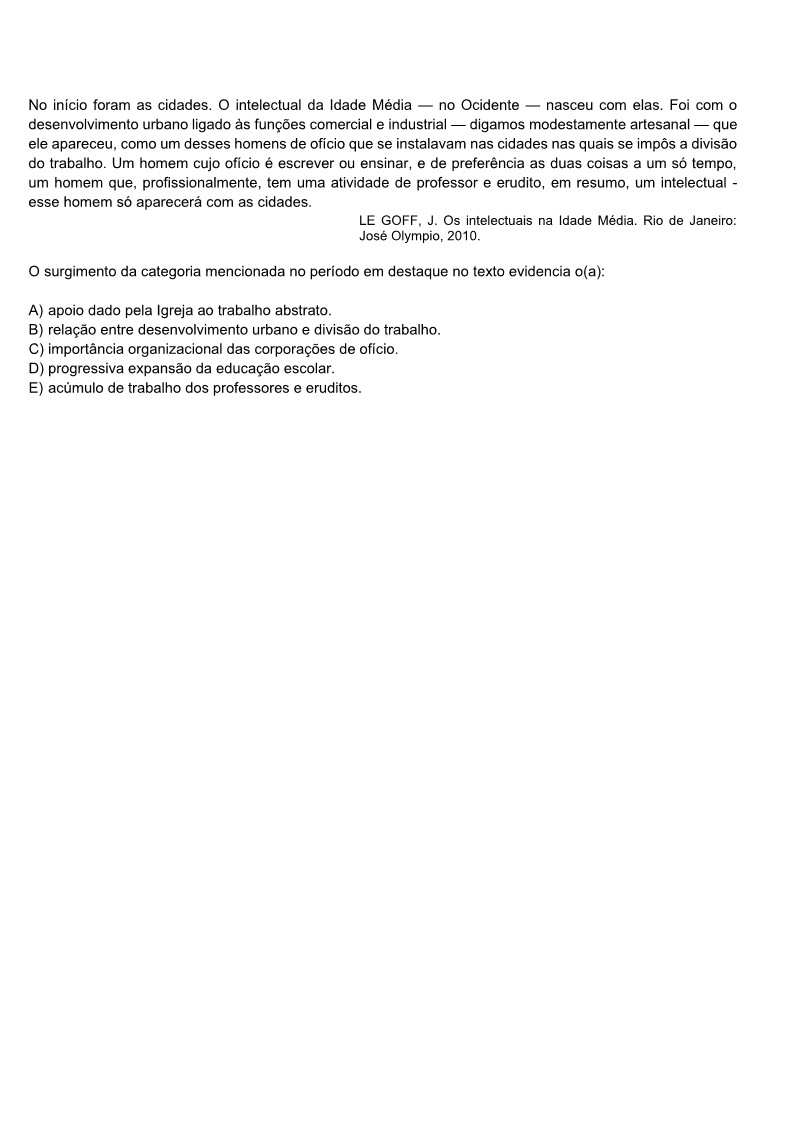 No início foram as cidades. O intelectual da Idade Média — no Ocidente — nasceu com elas. Foi com o
desenvolvimento urbano ligado às funções comercial e industrial — digamos modestamente artesanal — que
ele apareceu, como um desses homens de ofício que se instalavam nas cidades nas quais se impôs a divisão
do trabalho. Um homem cujo ofício é escrever ou ensinar, e de preferência as duas coisas a um só tempo,
um homem que, profissionalmente, tem uma atividade de professor e erudito, em resumo, um intelectual -
esse homem só aparecerá com as cidades.
LE GOFF, J. Os intelectuais na Idade Média. Rio de Janeiro:
José Olympio, 2010.
O surgimento da categoria mencionada no período em destaque no texto evidencia o(a):
A) apoio dado pela Igreja ao trabalho abstrato.
B) relação entre desenvolvimento urbano e divisão do trabalho.
C) importância organizacional das corporações de ofício.
D) progressiva expansão da educação escolar.
E) acúmulo de trabalho dos professores e eruditos.